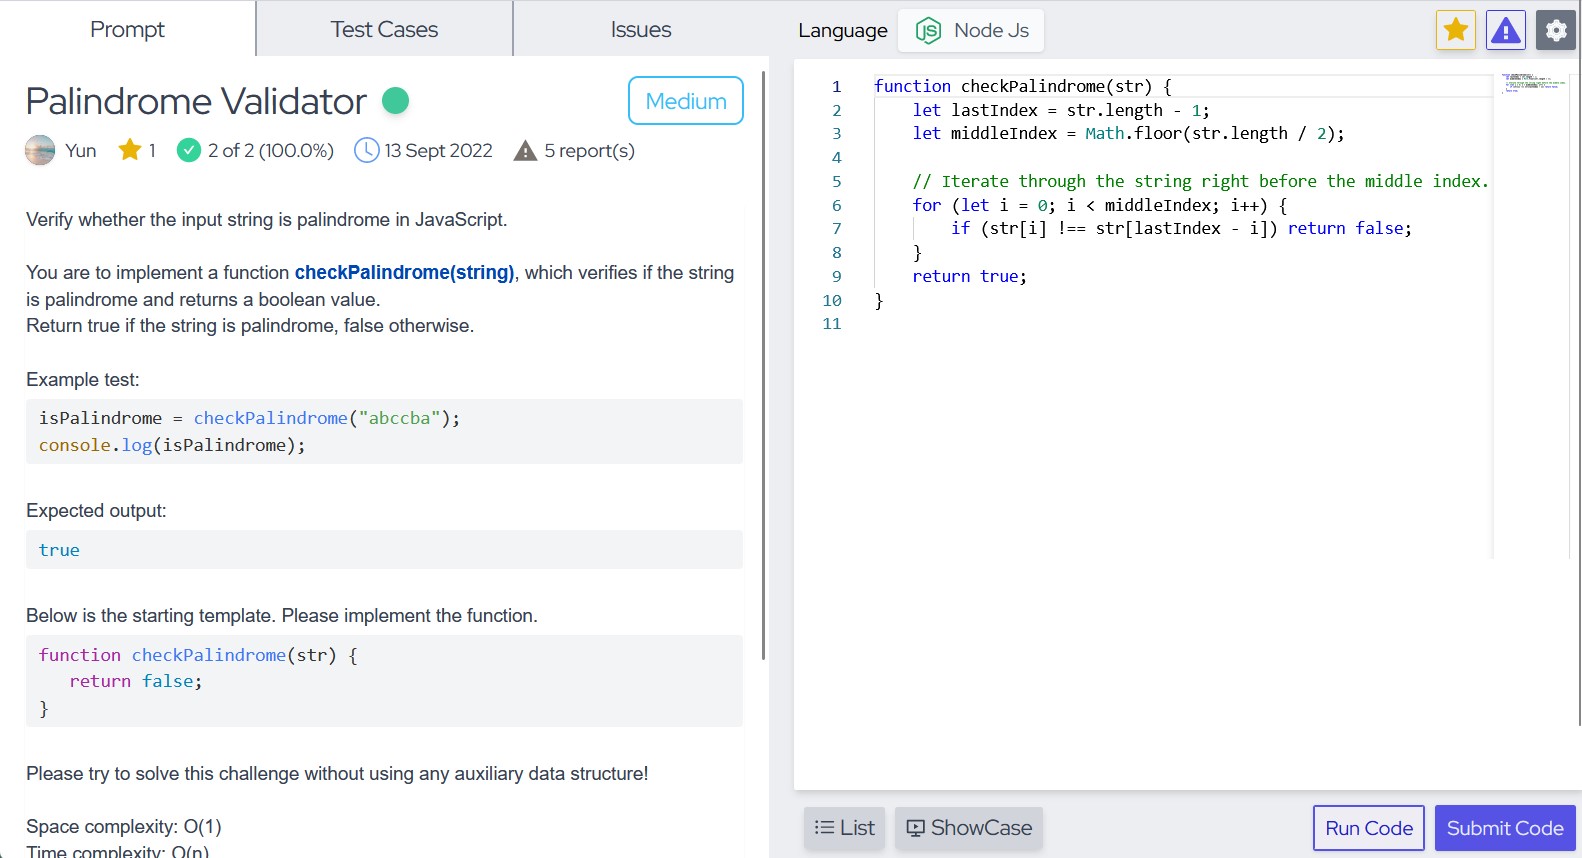 Prompt
Test Cases
Issues
Language
JS
Node Js
Palindrome Validator
Medium
Yun
1
2 of 2 (100.0%)
13 Sept 2022
5 report(s)
Verify whether the input string is palindrome in JavaScript.
You are to implement a function checkPalindrome(string), which verifies if the string
is palindrome and returns a boolean value.
Return true if the string is palindrome, false otherwise.
Example test:
isPalindrome = checkPalindrome("abccba");
console.log(isPalindrome);
Expected output:
true
Below is the starting template. Please implement the function.
function checkPalindrome(str) {
return false;
}
Please try to solve this challenge without using any auxiliary data structure!
Space complexity: O(1)
Time complexity: O(n)
1 function checkPalindrome(str) {
2 let lastIndex = str.length - 1;
3 let middleIndex = Math.floor(str.length / 2);
4
5 // Iterate through the string right before the middle index.
6 for (let i = 0; i < middleIndex; i++) {
7 if (str[i] !== str[lastIndex - i]) return false;
8 }
9 return true;
10 }
11
List
ShowCase
Run Code
Submit Code